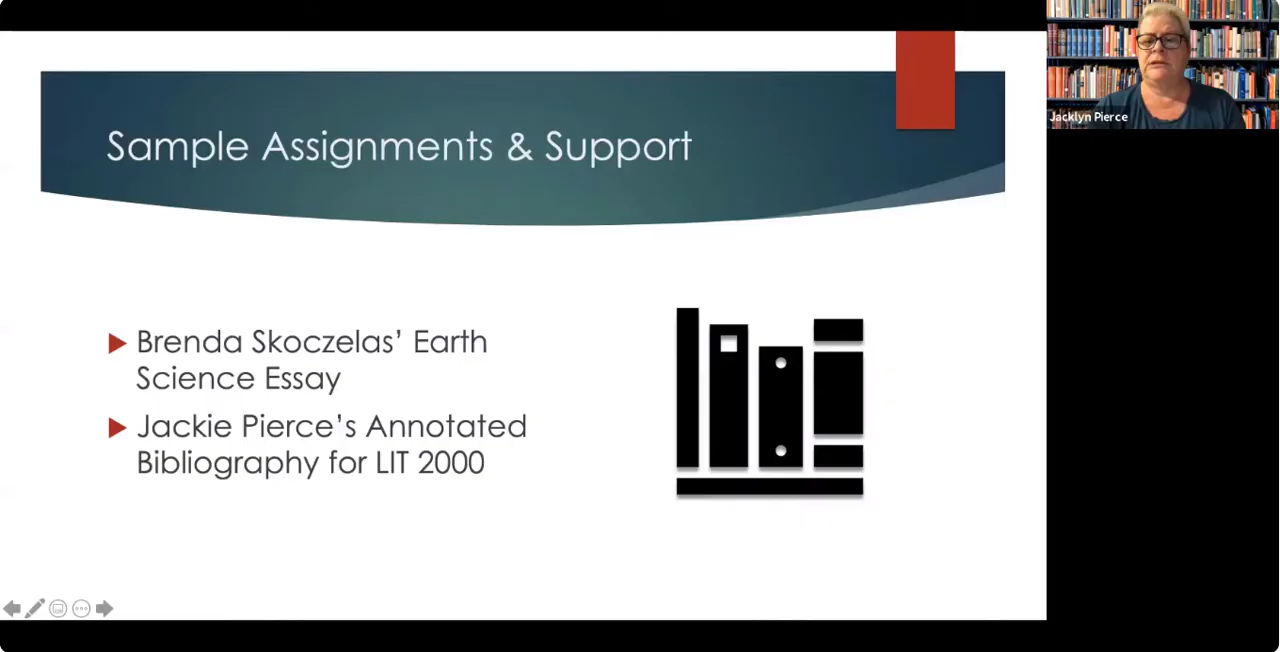 Sample Assignments & Support
Jacklyn Pierce
Brenda Skoczelas’ Earth
Science Essay
Jackie Pierce’s Annotated
Bibliography for LIT 2000